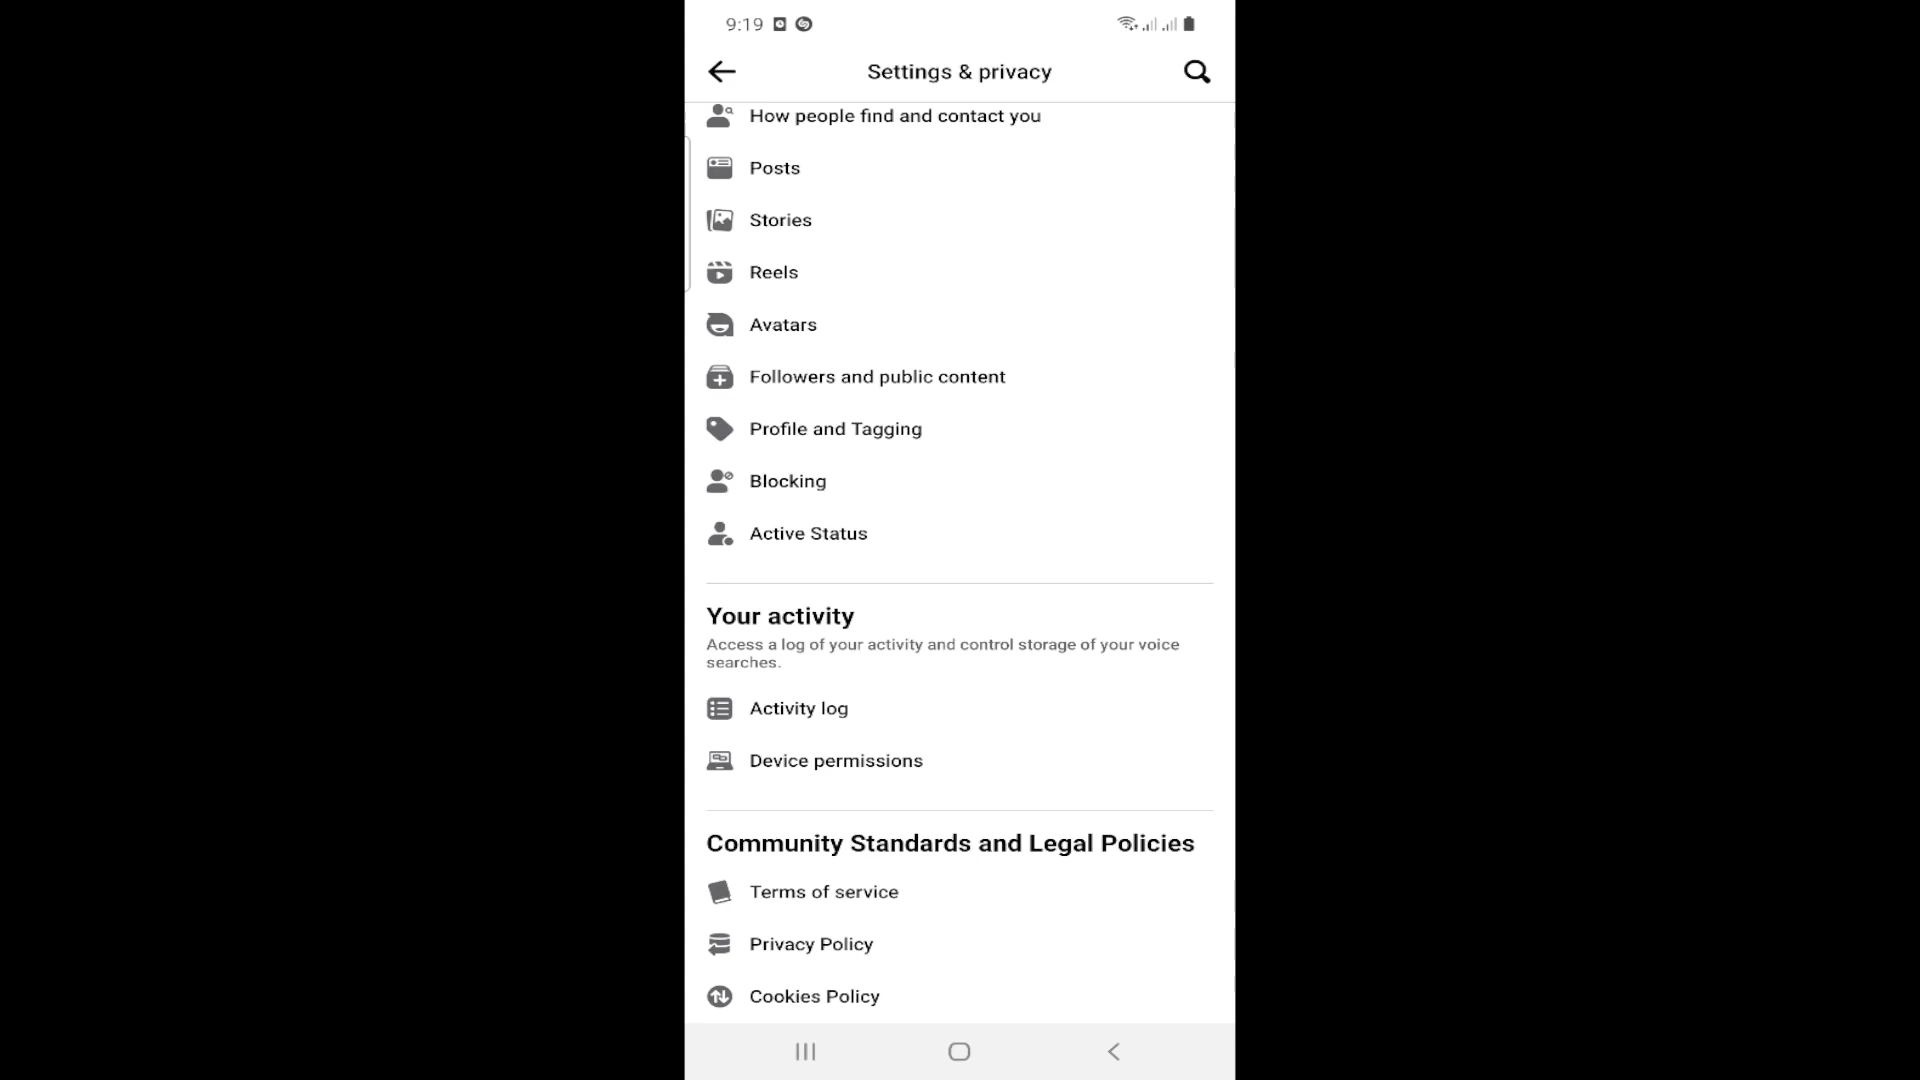 9:19
Settings & privacy
How people find and contact you
Posts
Stories
Reels
Avatars
Followers and public content
Profile and Tagging
Blocking
Active Status
Your activity
Access a log of your activity and control storage of your voice
searches.
Activity log
Device permissions
Community Standards and Legal Policies
Terms of service
Privacy Policy
Cookies Policy